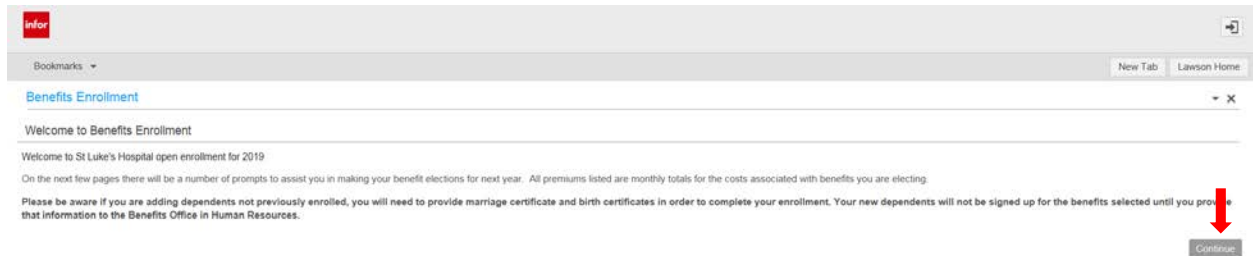 infor
Bookmarks
New Tab
Lawson Home
Benefits Enrollment
Welcome to Benefits Enrollment
Welcome to St Luke's Hospital open enrollment for 2019
On the next few pages there will be a number of prompts to assist you in making your benefit elections for next year. All premiums listed are monthly totals for the costs associated with benefits you are electing.
Please be aware if you are adding dependents not previously enrolled, you will need to provide marriage certificate and birth certificates in order to complete your enrollment. Your new dependents will not be signed up for the benefits selected until you provide
that information to the Benefits Office in Human Resources.
Continue